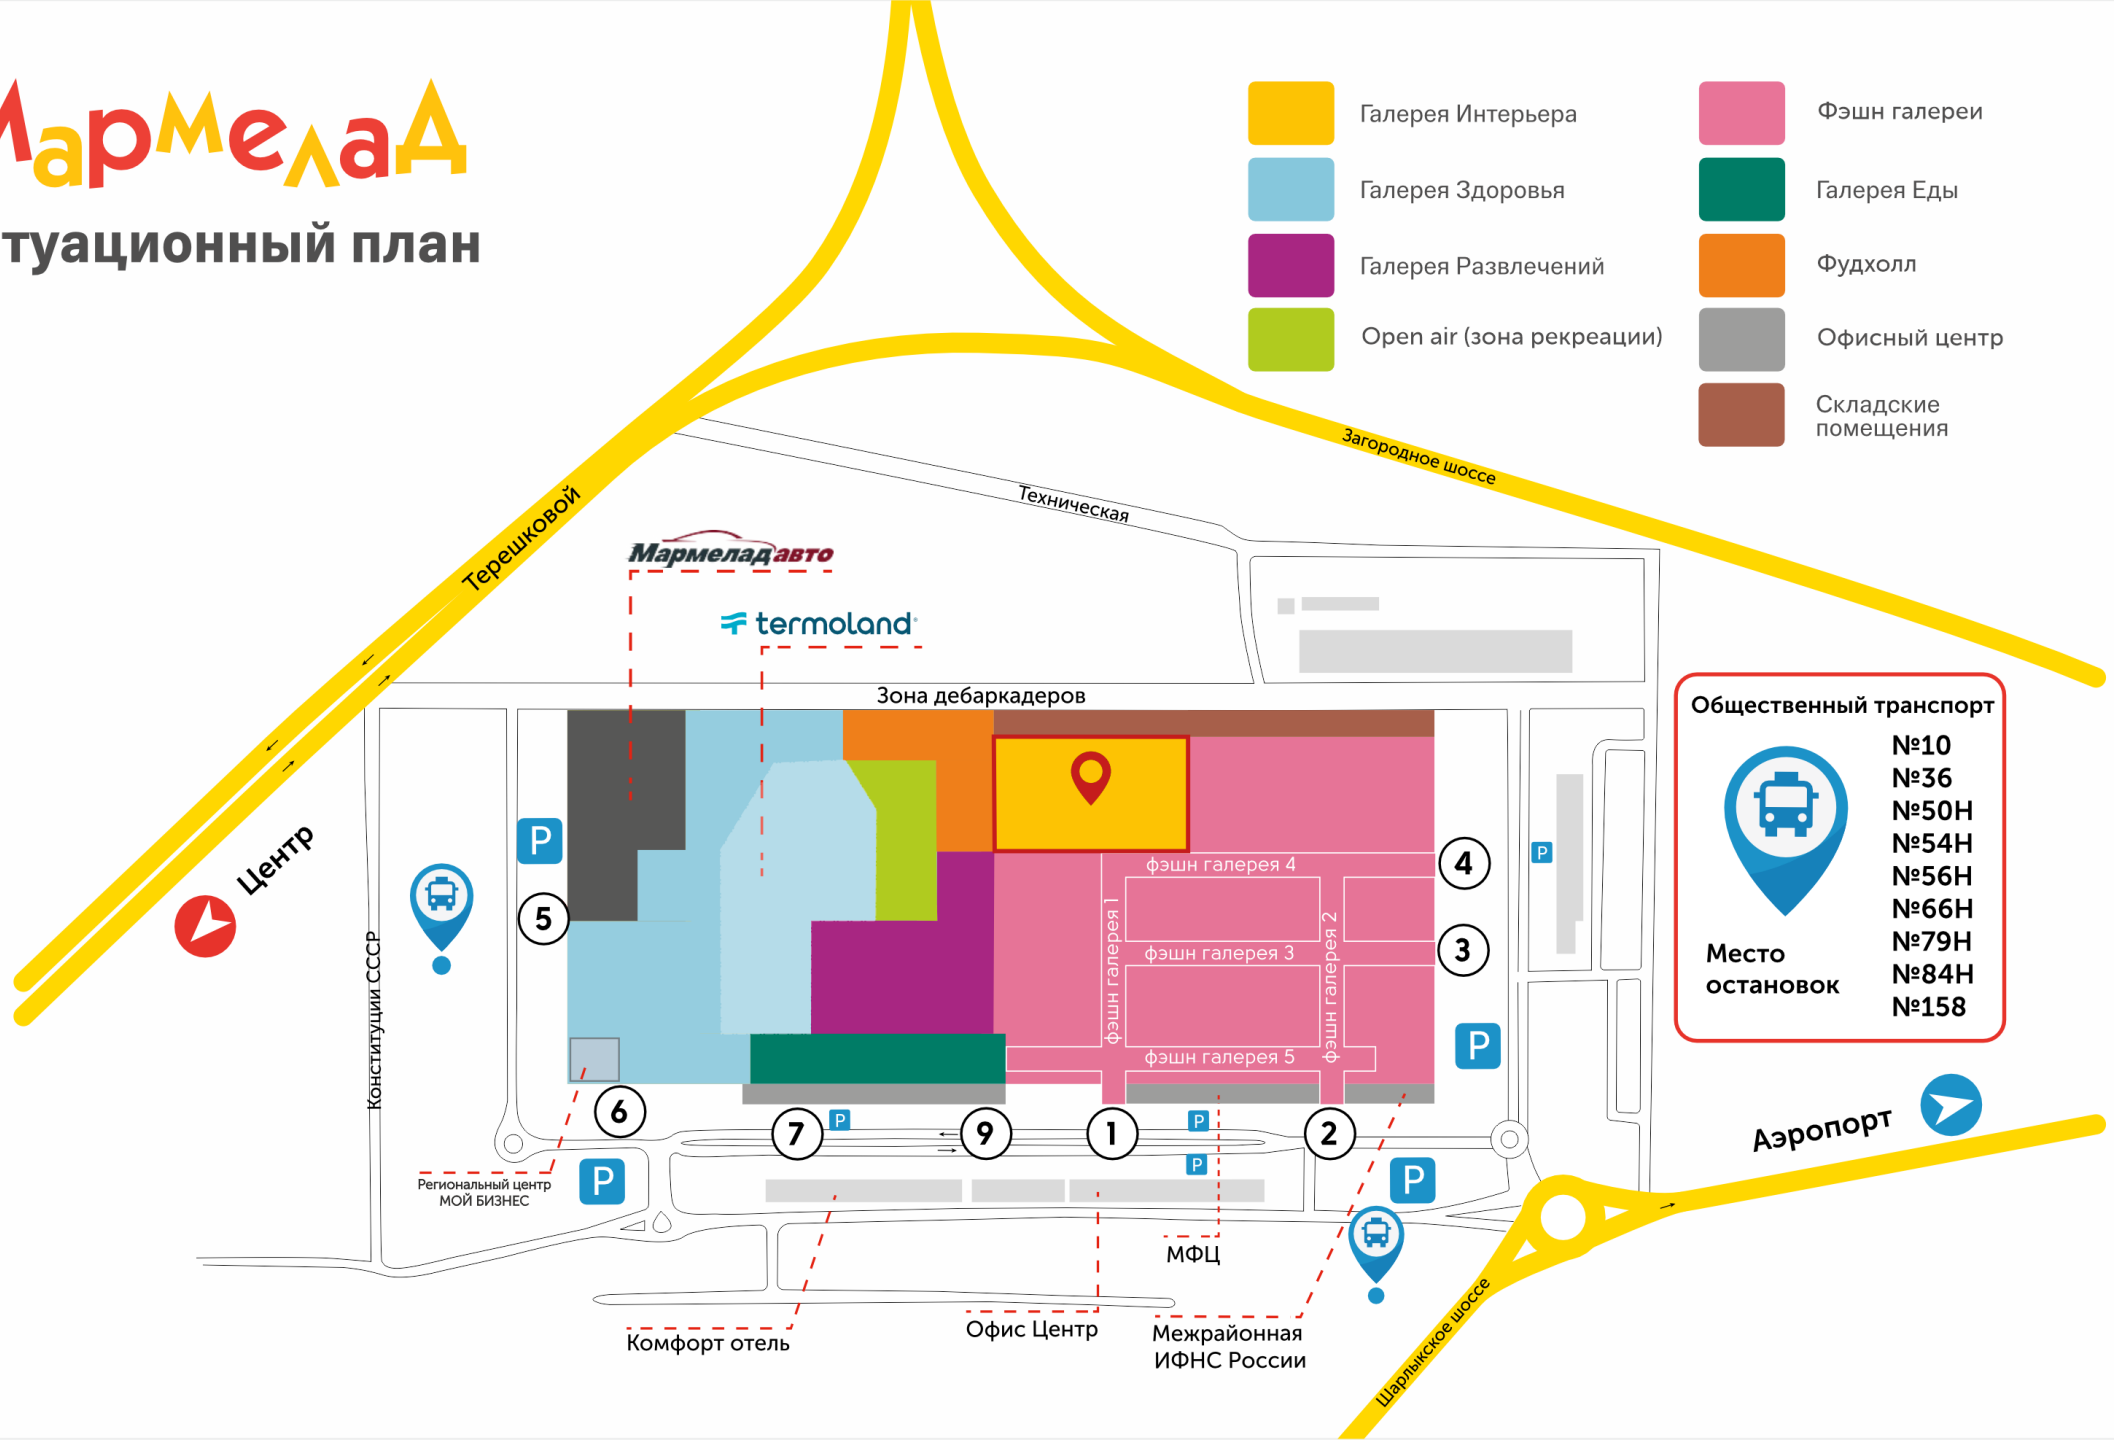 Мармелад
туационный план
Галерея Интерьера
Галерея Здоровья
Галерея Развлечений
Open air (зона рекреации)
Фэшн галереи
Галерея Еды
Фудхолл
Офисный центр
Складские
помещения
Загородное шоссе
Техническая
Терешковой
Мармелад авто
termoland
Зона дебаркадеров
Центр
Конституции СССР
P
5
6
7
P
9
1
P
P
2
P
P
P
3
4
P
фэшн галерея 4
фэшн галерея 3
фэшн галерея 5
фэшн галерея 1
фэшн галерея 2
Общественный транспорт
№10
№36
№50Н
№54Н
№56Н
№66Н
№79Н
№84Н
№158
Место
остановок
Аэропорт
Шарлыкское шоссе
Региональный центр
МОЙ БИЗНЕС
Комфорт отель
Офис Центр
МФЦ
Межрайонная
ИФНС России